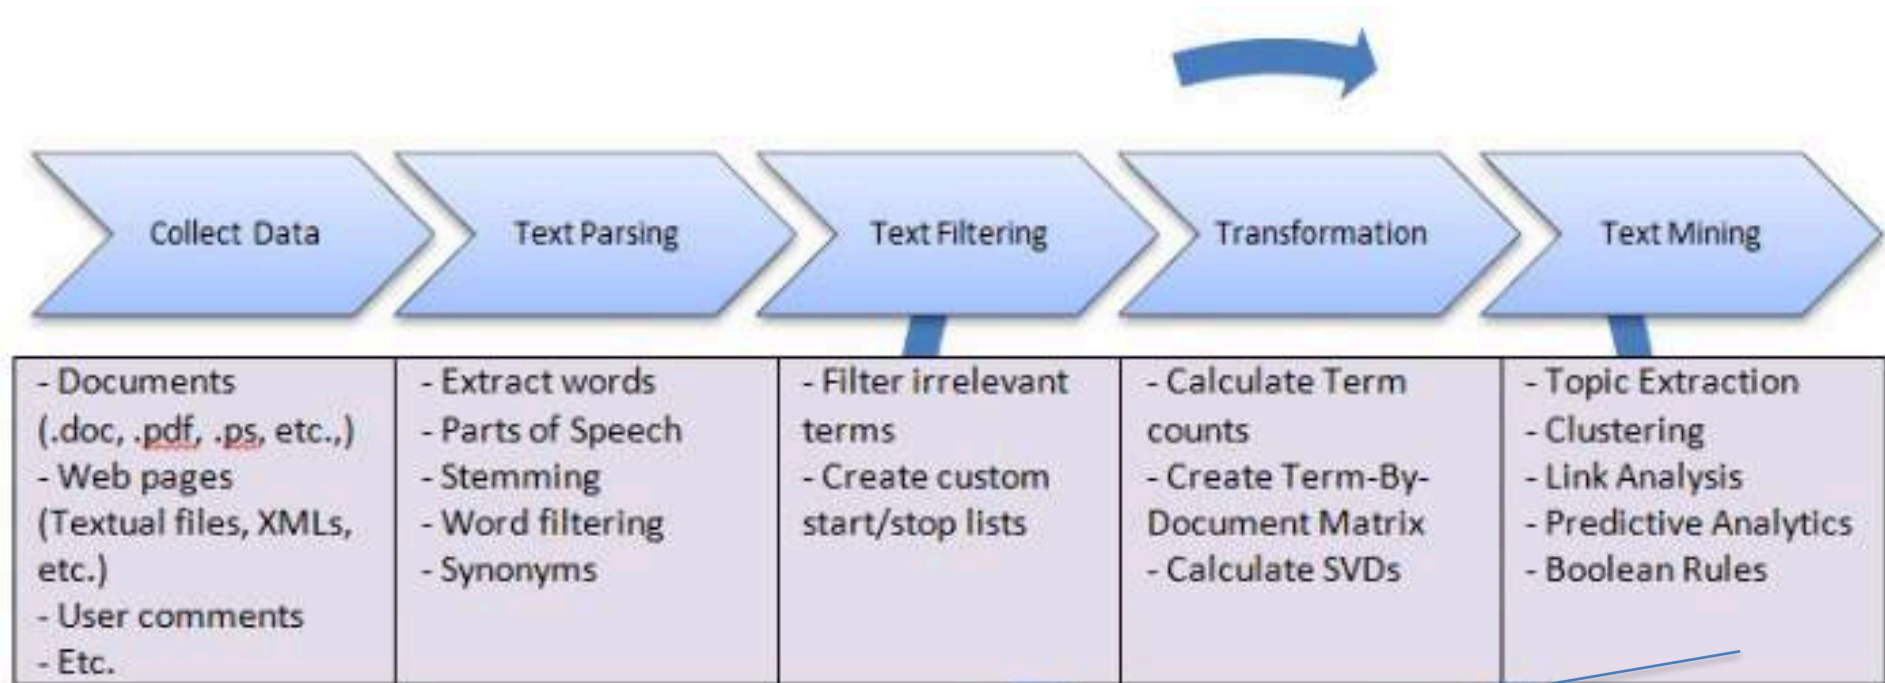 Collect Data
Text Parsing
Text Filtering
Transformation
Text Mining
- Documents
(.doc, .pdf, .ps, etc.,)
- Web pages
(Textual files, XMLs,
etc.)
- User comments
- Etc.
- Extract words
- Parts of Speech
- Stemming
- Word filtering
- Synonyms
- Filter irrelevant
terms
- Create custom
start/stop lists
- Calculate Term
counts
- Create Term-By-
Document Matrix
- Calculate SVDs
- Topic Extraction
- Clustering
- Link Analysis
- Predictive Analytics
- Boolean Rules